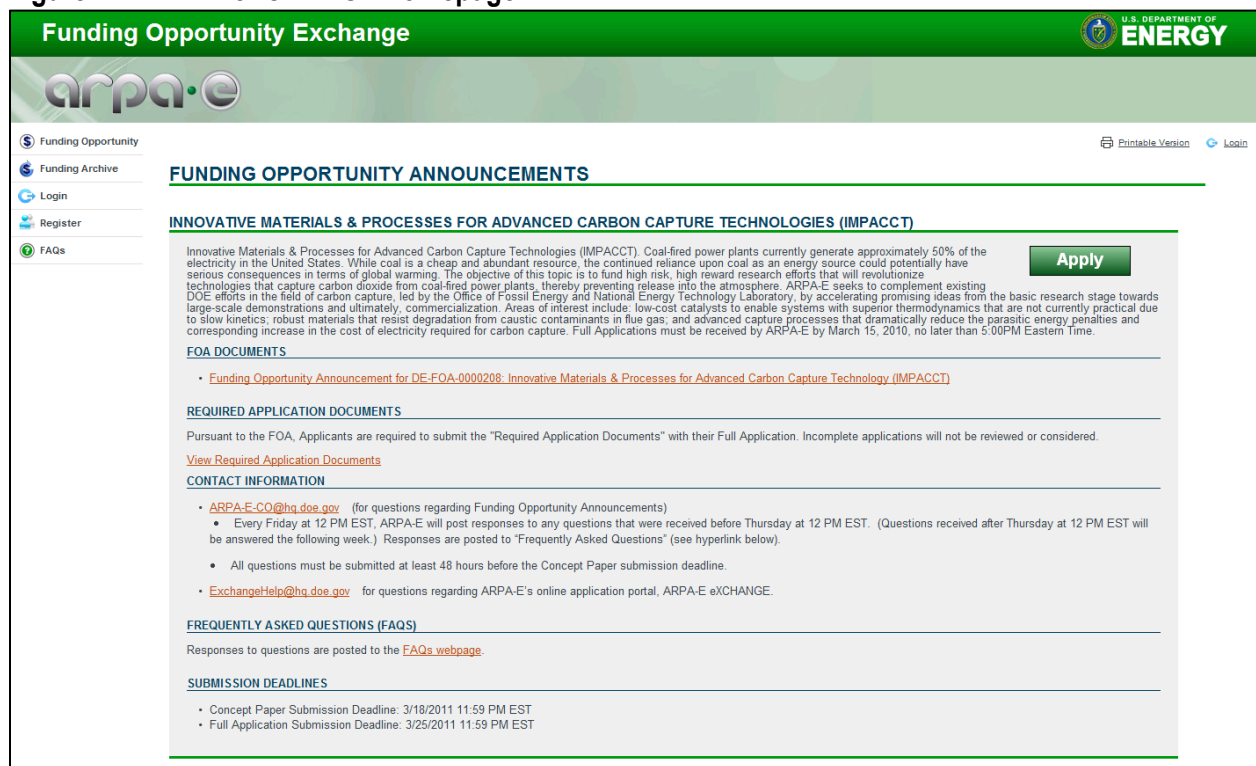 Funding Opportunity Exchange
U.S. DEPARTMENT OF
ENERGY
arpa·e
Funding Opportunity
Printable Version
Login
Funding Archive
Login
Register
FAQs
FUNDING OPPORTUNITY ANNOUNCEMENTS
INNOVATIVE MATERIALS & PROCESSES FOR ADVANCED CARBON CAPTURE TECHNOLOGIES (IMPACCT)
Apply
Innovative Materials & Processes for Advanced Carbon Capture Technologies (IMPACCT). Coal-fired power plants currently generate approximately 50% of the
electricity in the United States. While coal is a cheap and abundant resource, the continued reliance upon coal as an energy source could potentially have
serious consequences in terms of global warming. The objective of this topic is to fund high risk, high reward research efforts that will revolutionize
technologies that capture carbon dioxide from coal-fired power plants, thereby preventing release into the atmosphere. ARPA-E seeks to complement existing
DOE efforts in the field of carbon capture, led by the Office of Fossil Energy and National Energy Technology Laboratory, by accelerating promising ideas from the basic research stage towards
large-scale demonstrations and ultimately, commercialization. Areas of interest include: low-cost catalysts to enable systems with superior thermodynamics that are not currently practical due
to slow kinetics; robust materials that resist degradation from caustic contaminants in flue gas; and advanced capture processes that dramatically reduce the parasitic energy penalties and
corresponding increase in the cost of electricity required for carbon capture. Full Applications must be received by ARPA-E by March 15, 2010, no later than 5:00PM Eastern Time.
FOA DOCUMENTS
• Funding Opportunity Announcement for DE-FOA-0000208: Innovative Materials & Processes for Advanced Carbon Capture Technology (IMPACCT)
REQUIRED APPLICATION DOCUMENTS
Pursuant to the FOA, Applicants are required to submit the "Required Application Documents" with their Full Application. Incomplete applications will not be reviewed or considered.
View Required Application Documents
CONTACT INFORMATION
• ARPA-E-CO@hq.doe.gov (for questions regarding Funding Opportunity Announcements)
• Every Friday at 12 PM EST, ARPA-E will post responses to any questions that were received before Thursday at 12 PM EST. (Questions received after Thursday at 12 PM EST will
be answered the following week.) Responses are posted to "Frequently Asked Questions" (see hyperlink below).
• All questions must be submitted at least 48 hours before the Concept Paper submission deadline.
• ExchangeHelp@hq.doe.gov for questions regarding ARPA-E's online application portal, ARPA-E eXCHANGE.
FREQUENTLY ASKED QUESTIONS (FAQS)
Responses to questions are posted to the FAQs webpage.
SUBMISSION DEADLINES
• Concept Paper Submission Deadline: 3/18/2011 11:59 PM EST
• Full Application Submission Deadline: 3/25/2011 11:59 PM EST